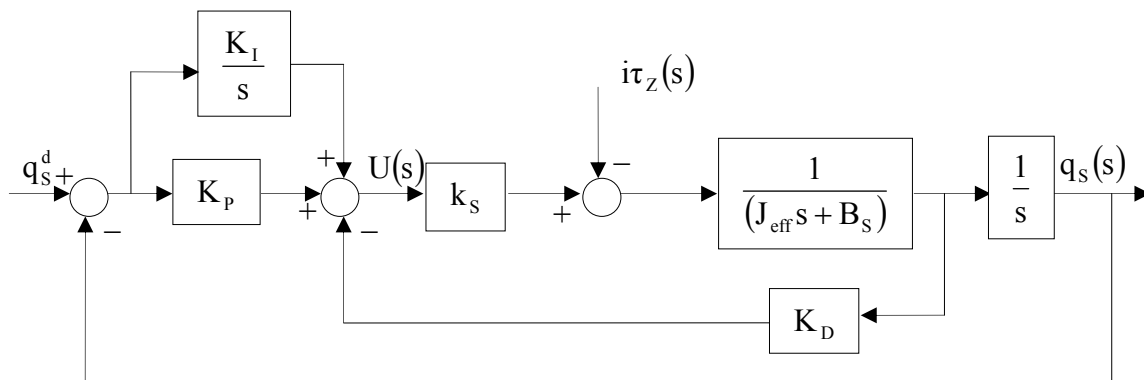 K_I
s
iτ_Z(s)
q_S^d +
K_P
+
+
U(s)
k_S
+
−
1
(J_eff s + B_S)
1
s
q_S(s)
−
−
K_D